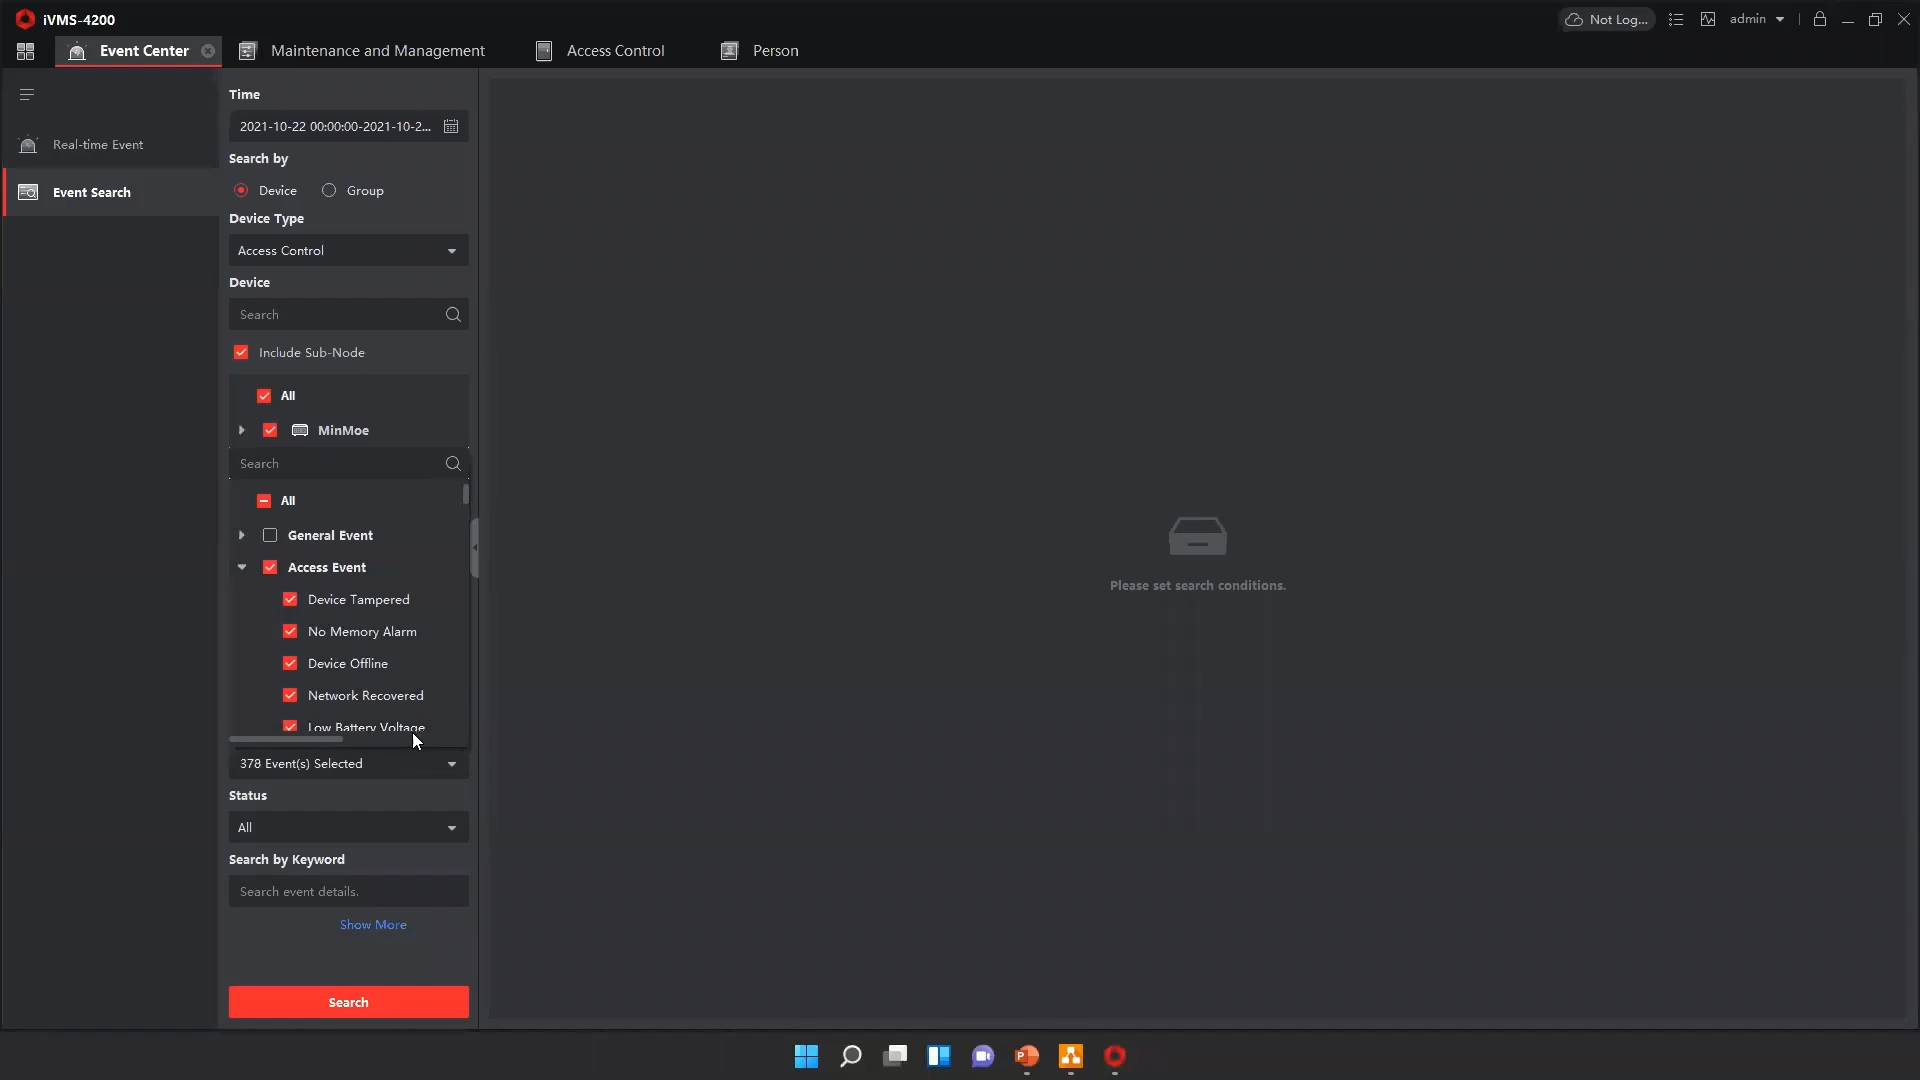 iVMS-4200
Not Log...
admin
Event Center
Maintenance and Management
Access Control
Person
Real-time Event
Event Search
Time
2021-10-22 00:00:00-2021-10-2...
Search by
Device
Group
Device Type
Access Control
Device
Search
Include Sub-Node
All
MinMoe
Search
All
General Event
Access Event
Device Tampered
No Memory Alarm
Device Offline
Network Recovered
Low Battery Voltage
378 Event(s) Selected
Status
All
Search by Keyword
Search event details.
Show More
Search
Please set search conditions.